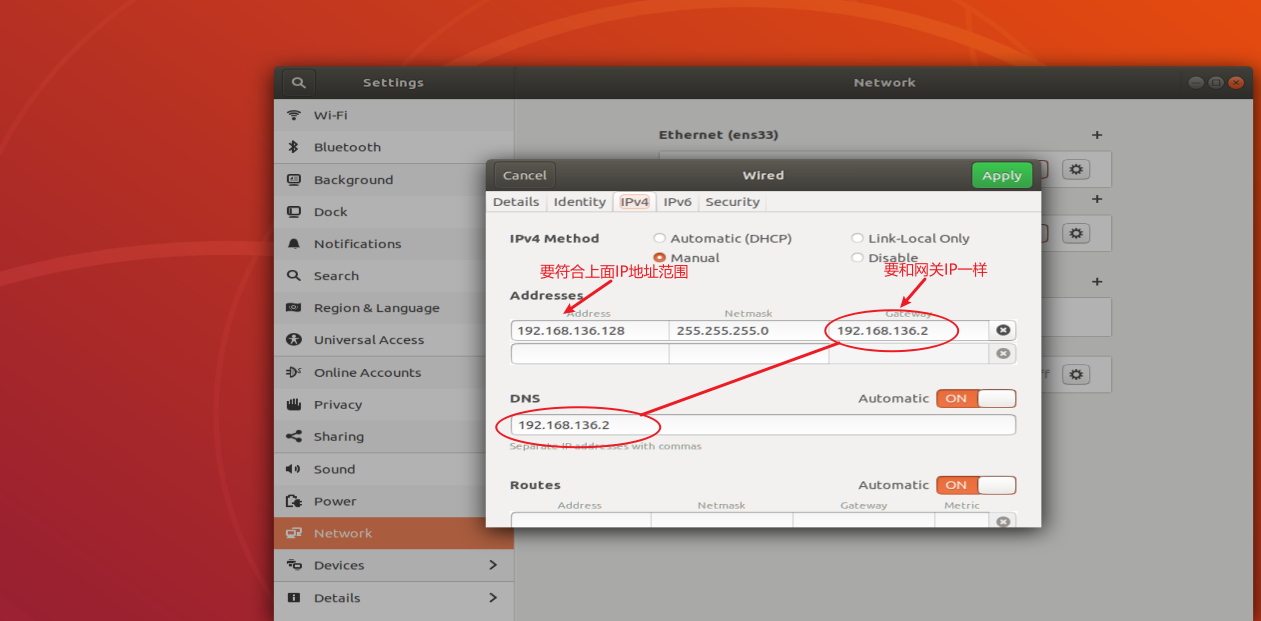 Settings
Network
Wi-Fi
Bluetooth
Background
Dock
Notifications
Search
Region & Language
Universal Access
Online Accounts
Privacy
Sharing
Sound
Power
Network
Devices
Details
Ethernet (ens33)
Cancel
Wired
Apply
Details Identity IPv4 IPv6 Security
IPv4 Method
Automatic (DHCP)
Link-Local Only
Manual
Disable
要符合上面IP地址范围
要和网关IP一样
Addresses
Address Netmask Gateway
192.168.136.128 255.255.255.0 192.168.136.2
DNS
Automatic ON
192.168.136.2
Separate IP addresses with commas
Routes
Automatic ON
Address Netmask Gateway Metric